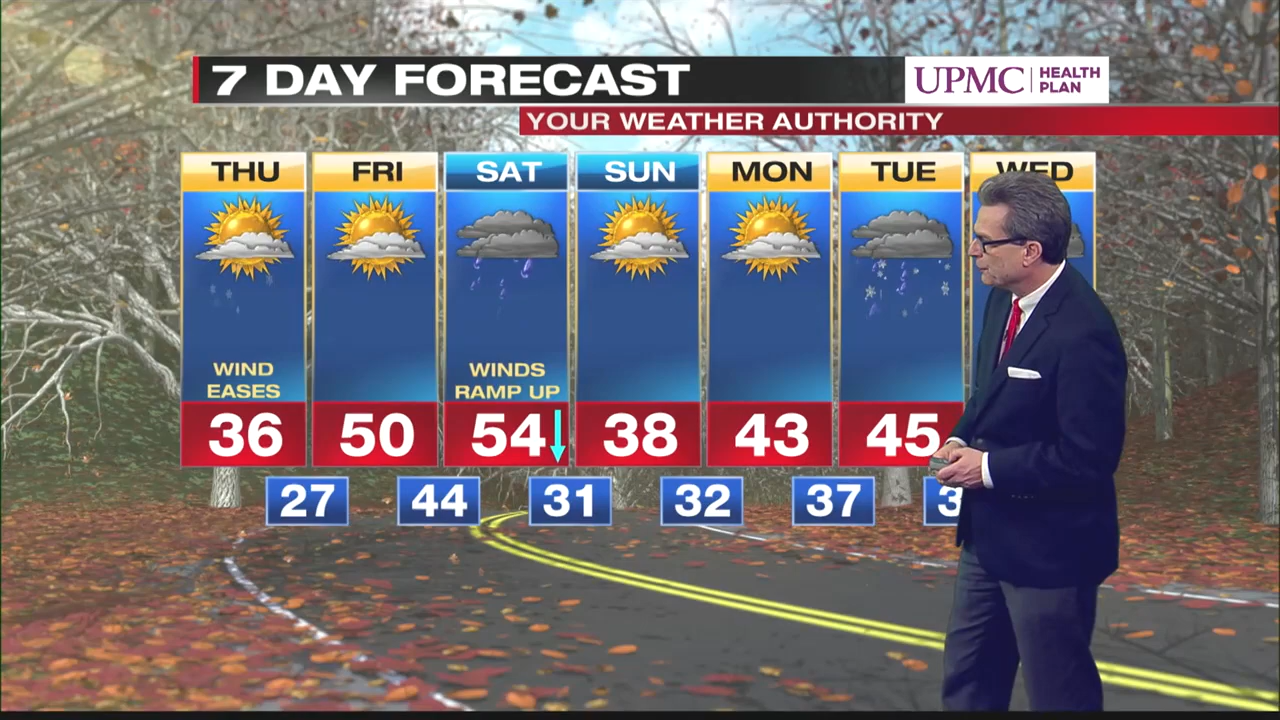 7 DAY FORECAST
UPMC HEALTH PLAN
YOUR WEATHER AUTHORITY
THU FRI SAT SUN MON TUE WED
WIND EASES
WINDS RAMP UP
36 50 54 38 43 45
27 44 31 32 37